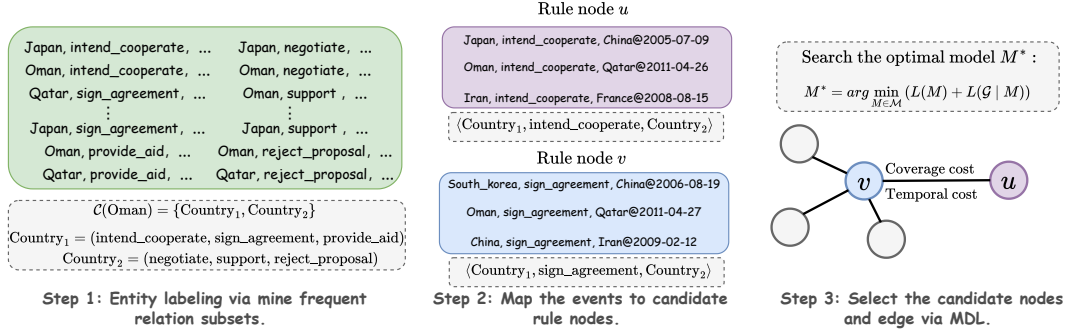 Japan, intend_cooperate, ...
Japan, negotiate, ...
Oman, intend_cooperate, ...
Oman, negotiate, ...
Qatar, sign_agreement, ...
Oman, support , ...
⋮
⋮
Japan, sign_agreement, ...
Japan, support , ...
Oman, provide_aid, ...
Oman, reject_proposal, ...
Qatar, provide_aid, ...
Qatar, reject_proposal, ...
𝒞(Oman) = {Country₁, Country₂}
Country₁ = (intend_cooperate, sign_agreement, provide_aid)
Country₂ = (negotiate, support, reject_proposal)
Step 1: Entity labeling via mine frequent
relation subsets.
Rule node u
Japan, intend_cooperate, China@2005-07-09
Oman, intend_cooperate, Qatar@2011-04-26
Iran, intend_cooperate, France@2008-08-15
⟨Country₁, intend_cooperate, Country₂⟩
Rule node v
South_korea, sign_agreement, China@2006-08-19
Oman, sign_agreement, Qatar@2011-04-27
China, sign_agreement, Iran@2009-02-12
⟨Country₁, sign_agreement, Country₂⟩
Step 2: Map the events to candidate
rule nodes.
Search the optimal model M* :
M* = arg min (L(M) + L(𝒢 | M))
M∈ℳ
Coverage cost
v
u
Temporal cost
Step 3: Select the candidate nodes
and edge via MDL.